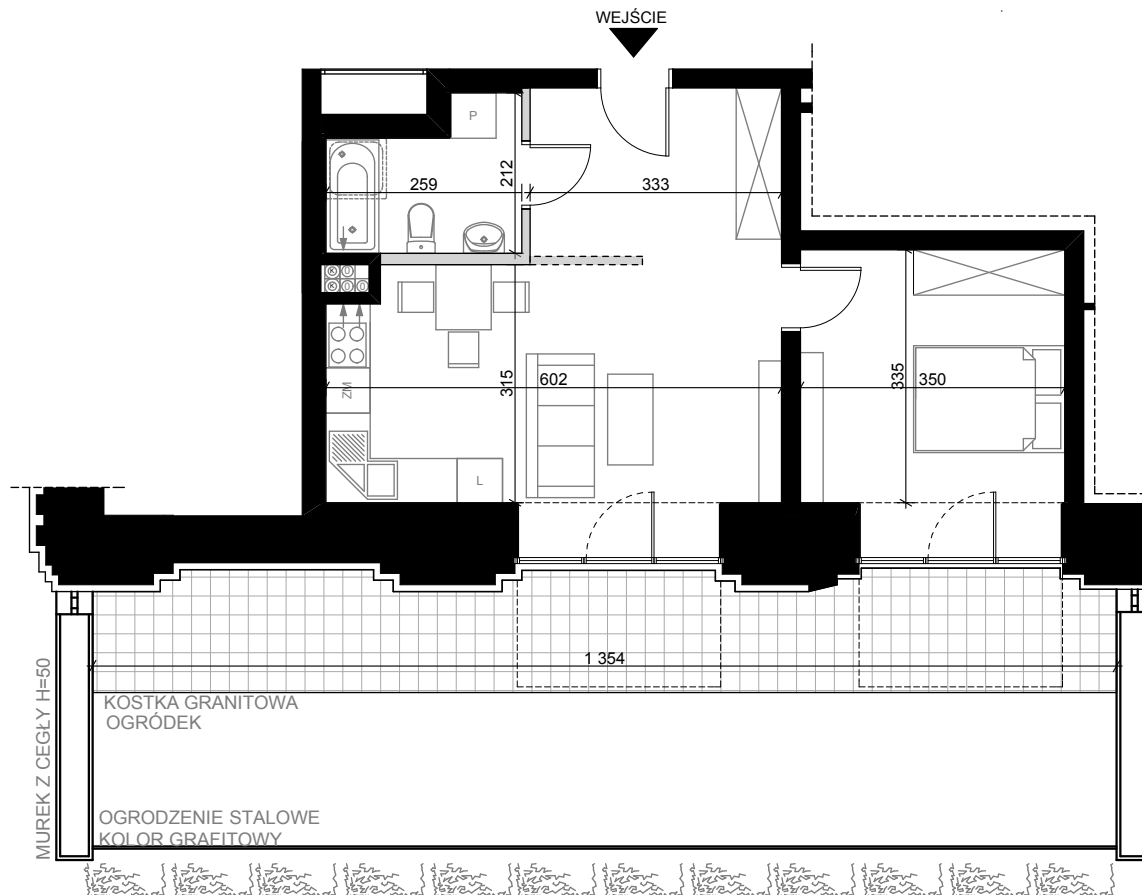 WEJŚCIE
P
259
212
333
ZM
315
602
335
350
L
1 354
MUREK Z CEGŁY H=50
KOSTKA GRANITOWA
OGRÓDEK
OGRODZENIE STALOWE
KOLOR GRAFITOWY